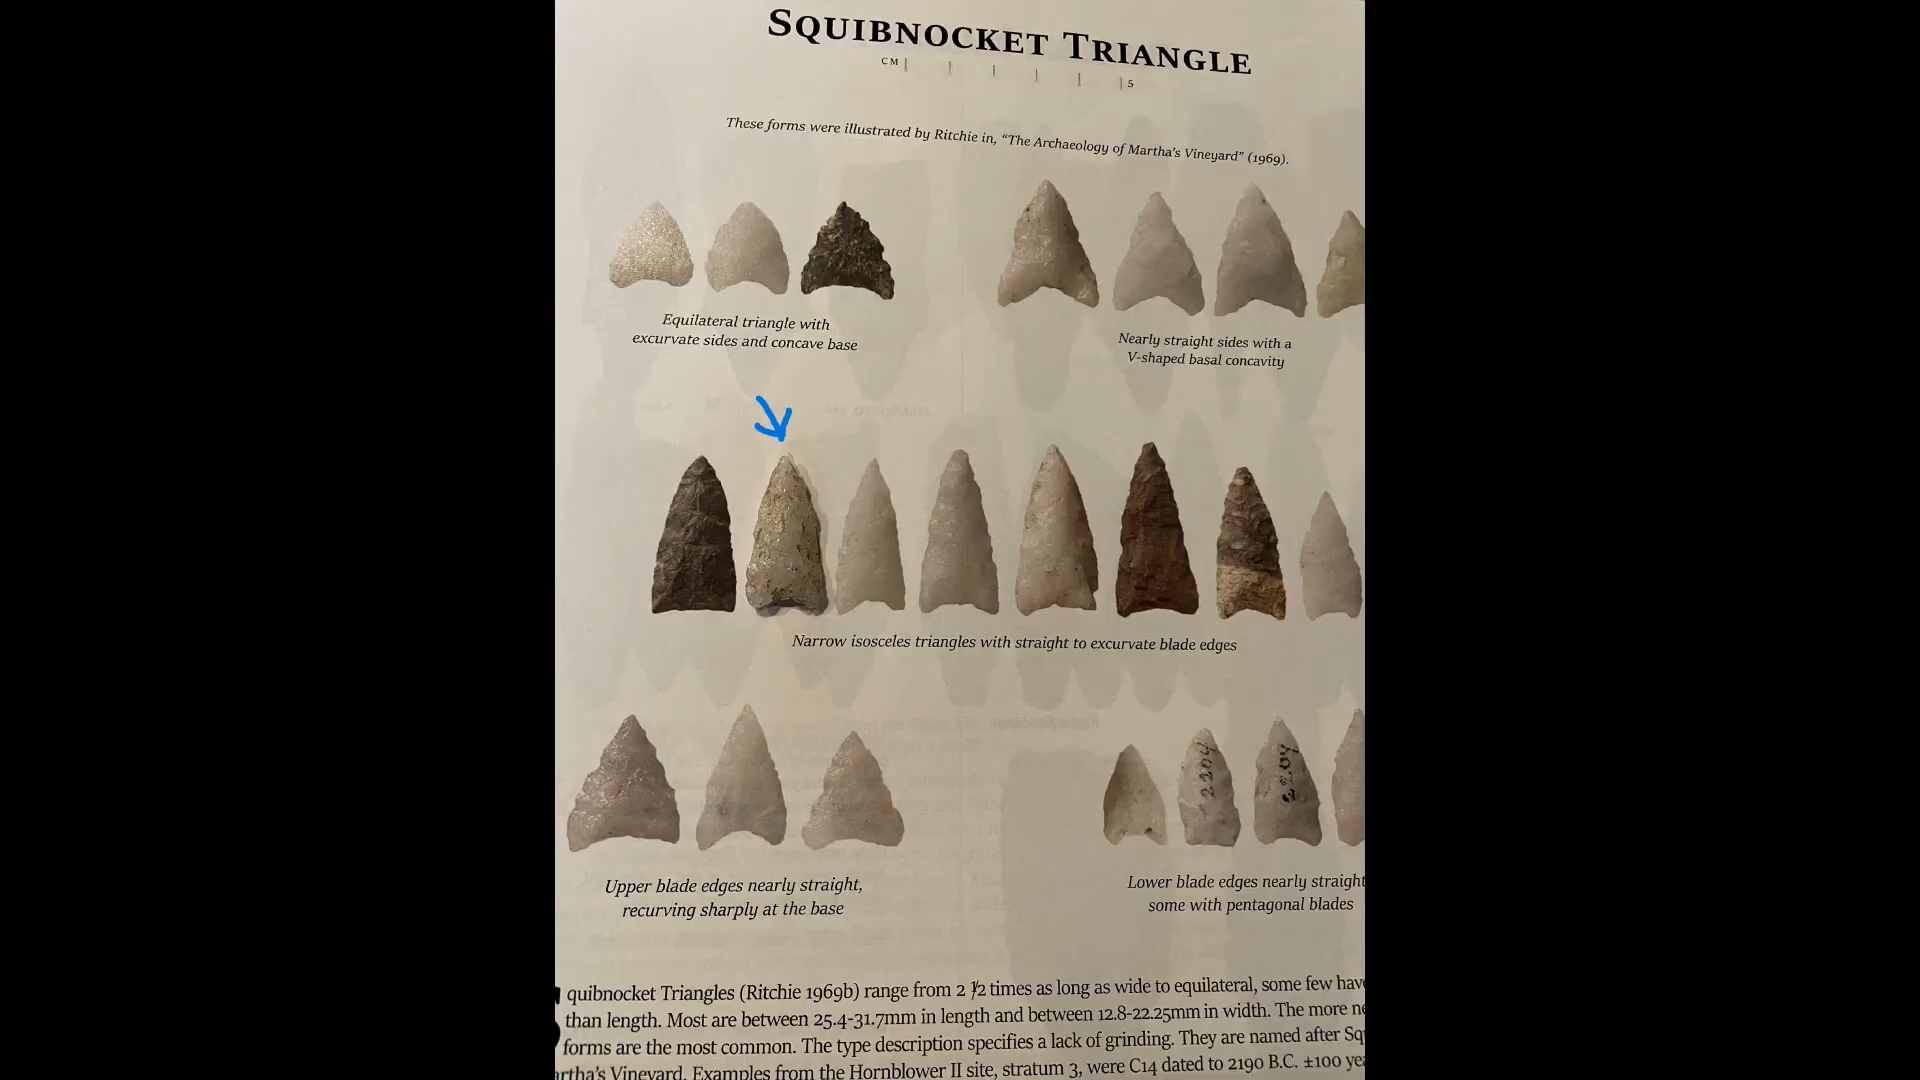 SQUIBNOCKET TRIANGLE
CM 5
These forms were illustrated by Ritchie in, “The Archaeology of Martha’s Vineyard” (1969).
Equilateral triangle with
excurvate sides and concave base
Nearly straight sides with a
V-shaped basal concavity
Narrow isosceles triangles with straight to excurvate blade edges
2204
2204
Upper blade edges nearly straight,
recurving sharply at the base
Lower blade edges nearly straight
some with pentagonal blades
quibnocket Triangles (Ritchie 1969b) range from 2 1/2 times as long as wide to equilateral, some few hav
than length. Most are between 25.4-31.7mm in length and between 12.8-22.25mm in width. The more ne
forms are the most common. The type description specifies a lack of grinding. They are named after Sq
artha’s Vineyard. Examples from the Hornblower II site, stratum 3, were C14 dated to 2190 B.C. ±100 ye